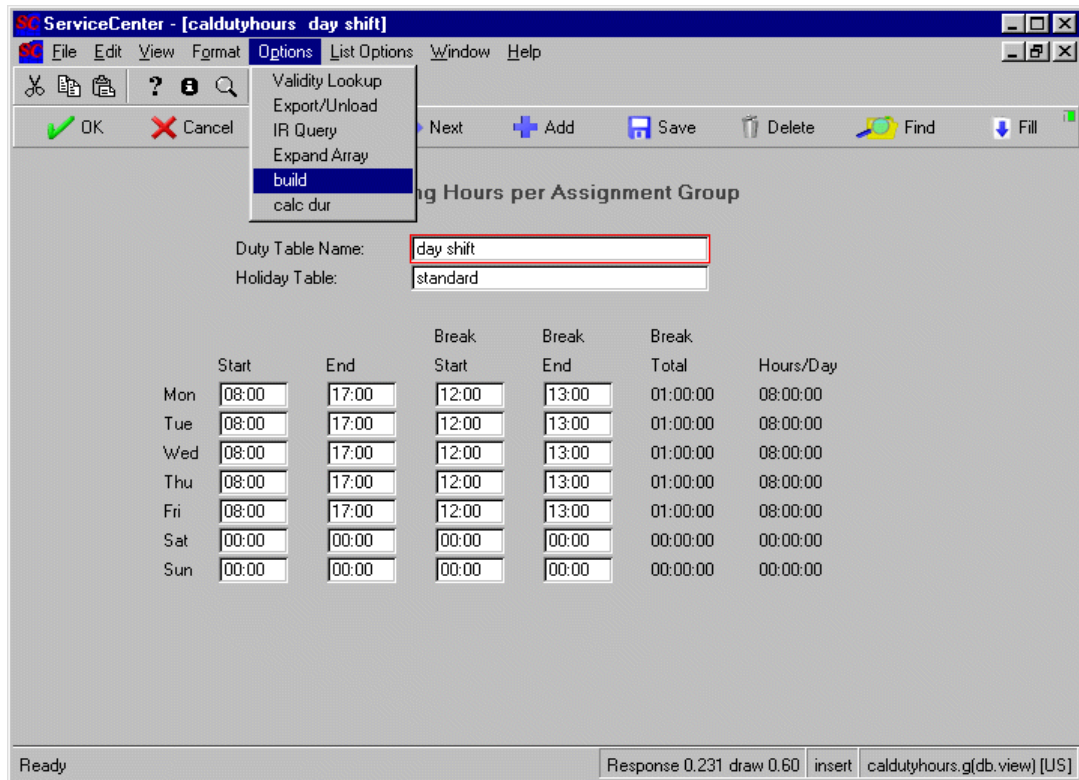 SC ServiceCenter - [caldutyhours day shift]
SC File Edit View Format Options List Options Window Help
Validity Lookup
Export/Unload
IR Query
Expand Array
build
calc dur
OK Cancel Next Add Save Delete Find Fill
ng Hours per Assignment Group
Duty Table Name: day shift
Holiday Table: standard
Break Break Break
Start End Start End Total Hours/Day
Mon 08:00 17:00 12:00 13:00 01:00:00 08:00:00
Tue 08:00 17:00 12:00 13:00 01:00:00 08:00:00
Wed 08:00 17:00 12:00 13:00 01:00:00 08:00:00
Thu 08:00 17:00 12:00 13:00 01:00:00 08:00:00
Fri 08:00 17:00 12:00 13:00 01:00:00 08:00:00
Sat 00:00 00:00 00:00 00:00 00:00:00 00:00:00
Sun 00:00 00:00 00:00 00:00 00:00:00 00:00:00
Ready Response 0.231 draw 0.60 insert caldutyhours.g(db.view) [US]